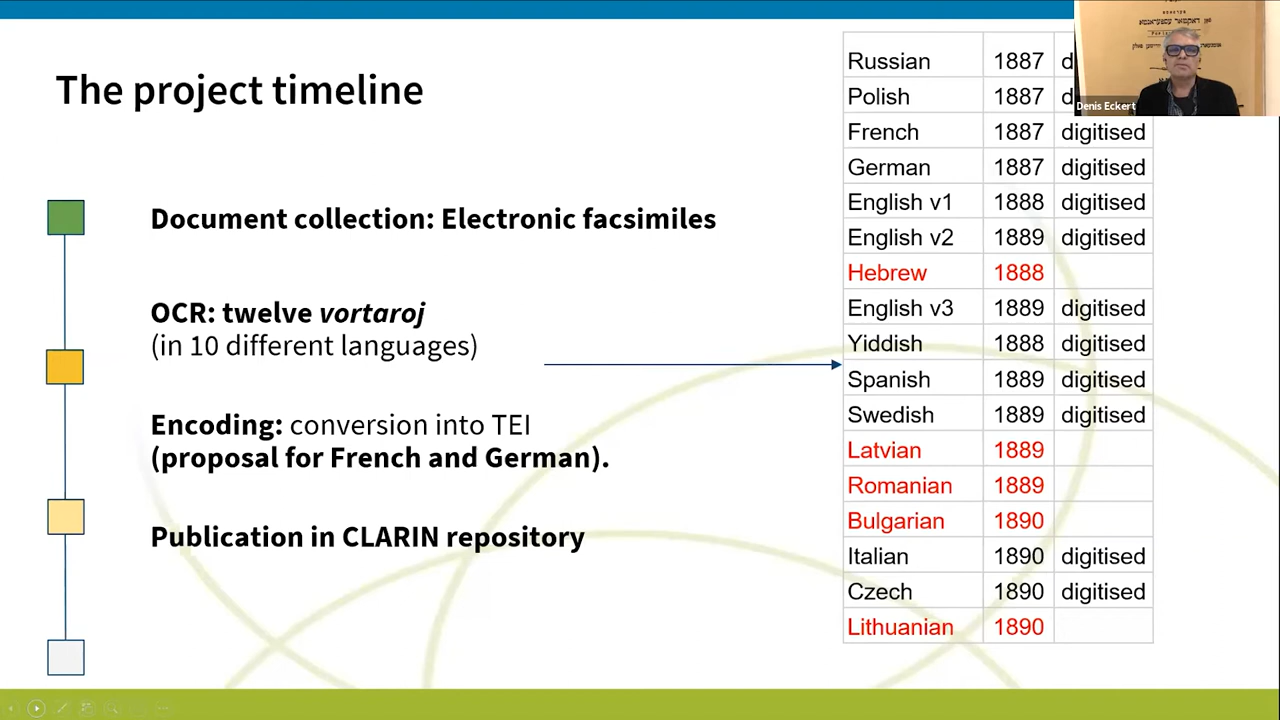 The project timeline
Document collection: Electronic facsimiles
OCR: twelve vortaroj
(in 10 different languages)
Encoding: conversion into TEI
(proposal for French and German).
Publication in CLARIN repository
Russian 1887 d
Polish 1887 d
French 1887 digitised
German 1887 digitised
English v1 1888 digitised
English v2 1889 digitised
Hebrew 1888
English v3 1889 digitised
Yiddish 1888 digitised
Spanish 1889 digitised
Swedish 1889 digitised
Latvian 1889
Romanian 1889
Bulgarian 1890
Italian 1890 digitised
Czech 1890 digitised
Lithuanian 1890
Denis Eckert